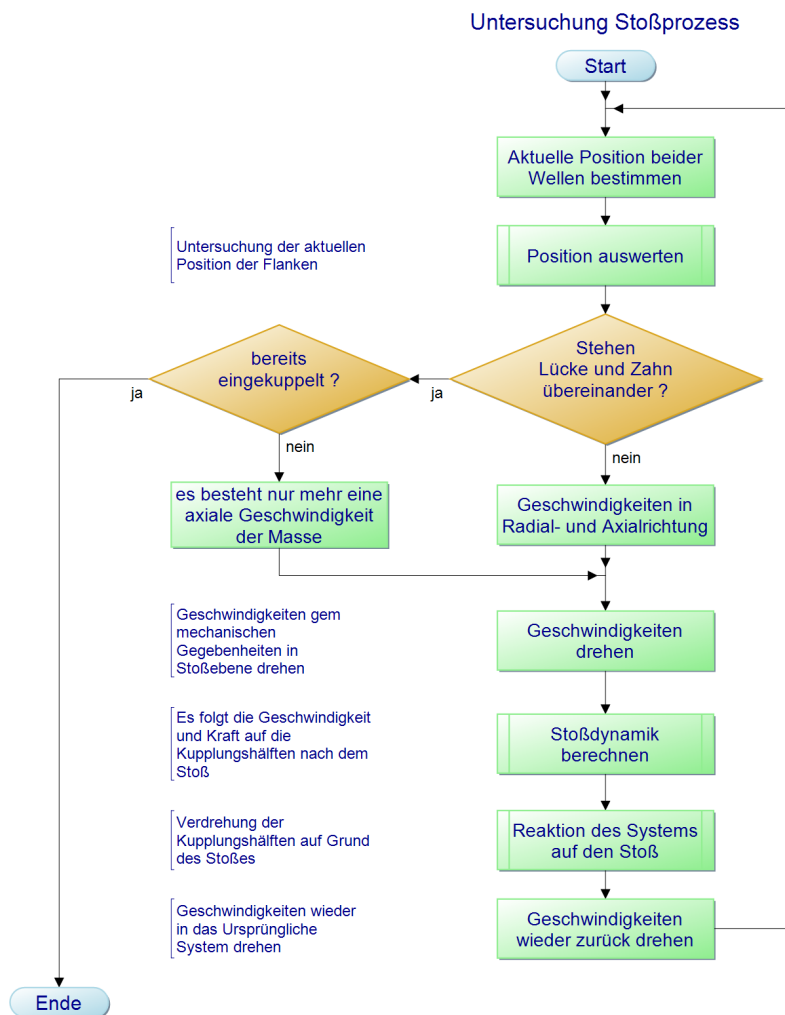 Untersuchung Stoßprozess
Start
Aktuelle Position beider
Wellen bestimmen
Untersuchung der aktuellen
Position der Flanken
Position auswerten
Stehen
Lücke und Zahn
übereinander ?
bereits
eingekuppelt ?
ja
ja
nein
nein
es besteht nur mehr eine
axiale Geschwindigkeit
der Masse
Geschwindigkeiten in
Radial- und Axialrichtung
Geschwindigkeiten gem
mechanischen
Gegebenheiten in
Stoßebene drehen
Geschwindigkeiten
drehen
Es folgt die Geschwindigkeit
und Kraft auf die
Kupplungshälften nach dem
Stoß
Stoßdynamik
berechnen
Verdrehung der
Kupplungshälften auf Grund
des Stoßes
Reaktion des Systems
auf den Stoß
Geschwindigkeiten wieder
in das Ursprüngliche
System drehen
Geschwindigkeiten
wieder zurück drehen
Ende